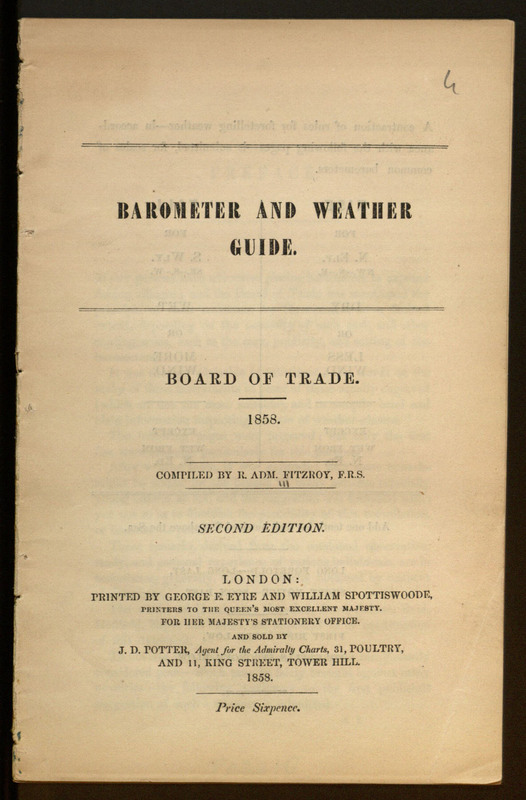 4
BAROMETER AND WEATHER
GUIDE.
BOARD OF TRADE.
1858.
COMPILED BY R. ADM. FITZROY, F.R.S.
SECOND EDITION.
LONDON:
PRINTED BY GEORGE E. EYRE AND WILLIAM SPOTTISWOODE,
PRINTERS TO THE QUEEN'S MOST EXCELLENT MAJESTY.
FOR HER MAJESTY'S STATIONERY OFFICE.
AND SOLD BY
J. D. POTTER, Agent for the Admiralty Charts, 31, POULTRY,
AND 11, KING STREET, TOWER HILL.
1858.
Price Sixpence.